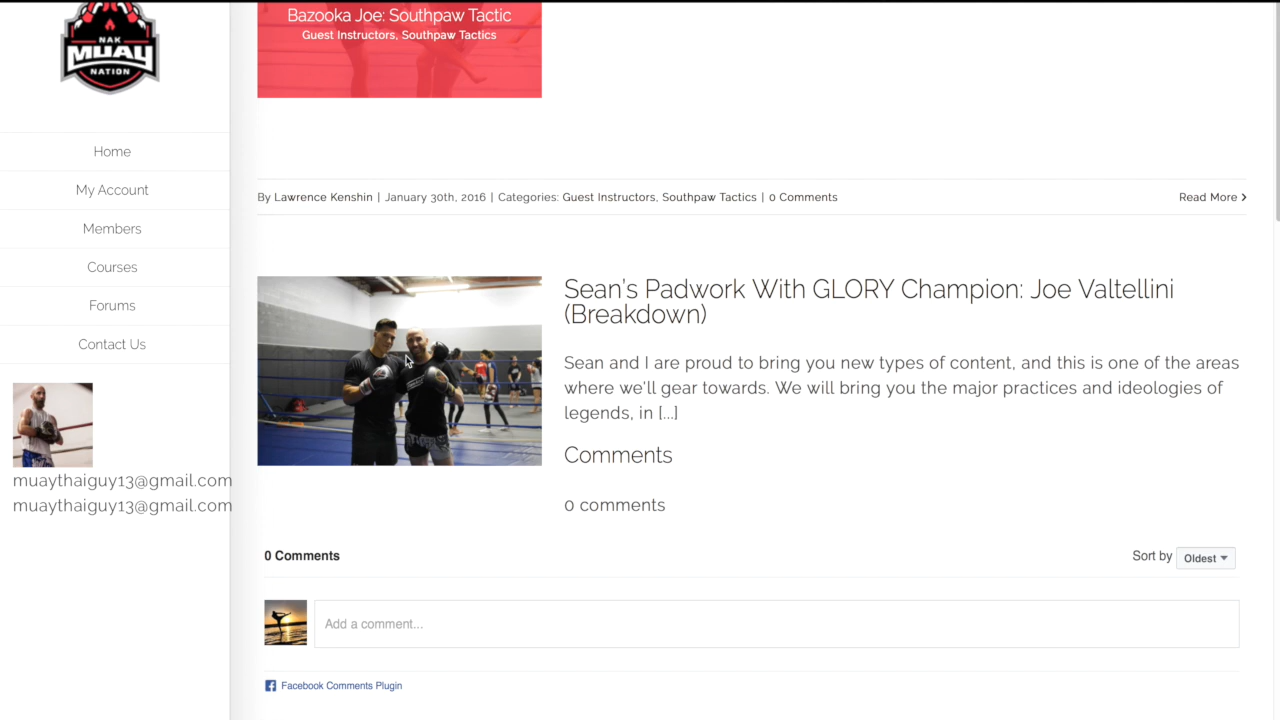 NAK
MUAY
NATION
Home
My Account
Members
Courses
Forums
Contact Us
muaythaiguy13@gmail.com
muaythaiguy13@gmail.com
Bazooka Joe: Southpaw Tactic
Guest Instructors, Southpaw Tactics
By Lawrence Kenshin | January 30th, 2016 | Categories: Guest Instructors, Southpaw Tactics | 0 Comments
Read More
Sean's Padwork With GLORY Champion: Joe Valtellini
(Breakdown)
Sean and I are proud to bring you new types of content, and this is one of the areas
where we'll gear towards. We will bring you the major practices and ideologies of
legends, in [...]
Comments
0 comments
0 Comments
Sort by Oldest
Add a comment...
Facebook Comments Plugin